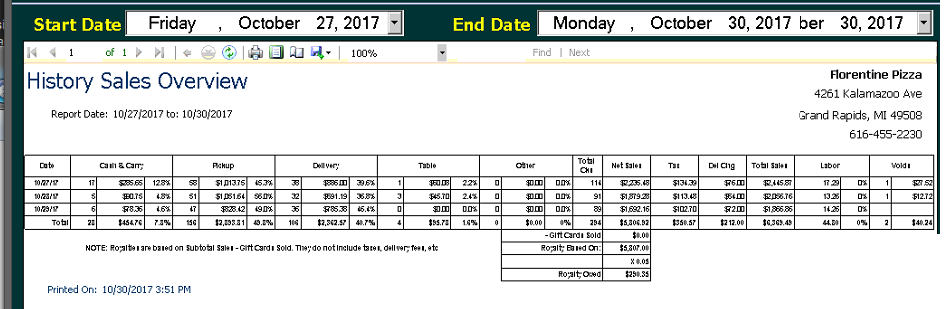 Start Date Friday , October 27, 2017 End Date Monday , October 30, 2017 ber 30, 2017
1 of 1 100% Find | Next
History Sales Overview
Florentine Pizza
4261 Kalamazoo Ave
Report Date: 10/27/2017 to: 10/30/2017
Grand Rapids, MI 49508
616-455-2230
Date Cash & Carry Pickup Delivery Table Other Total Cks Net Sales Tax Del Chg Total Sales Labor Voids
10/27/17 17 $285.65 12.8% 58 $1,013.75 45.3% 38 $886.00 39.6% 1 $50.08 2.2% 0 $0.00 0.0% 114 $2,235.48 $134.39 $76.00 $2,445.87 17.29 0% 1 $27.52
10/28/17 5 $90.75 4.8% 51 $1,051.64 56.0% 32 $691.19 36.8% 3 $45.70 2.4% 0 $0.00 0.0% 91 $1,879.28 $113.48 $64.00 $2,056.76 13.26 0% 1 $12.72
10/29/17 6 $78.36 4.6% 47 $828.42 49.0% 36 $785.38 46.4% 0 $0.00 0.0% 0 $0.00 0.0% 89 $1,692.16 $102.70 $72.00 $1,866.86 14.25 0%
Total 28 $454.76 7.8% 156 $2,893.81 49.8% 106 $2,362.57 40.7% 4 $95.78 1.6% 0 $0.00 0% 294 $5,806.92 $350.57 $212.00 $6,369.49 44.80 0% 2 $40.24
- Gift Cards Sold $0.00
NOTE: Royalties are based on Subtotal Sales - Gift Cards Sold. They do not include taxes, delivery fees, etc
Royalty Based On: $5,807.00
X 0.05
Royalty Owed $290.35
Printed On: 10/30/2017 3:51 PM